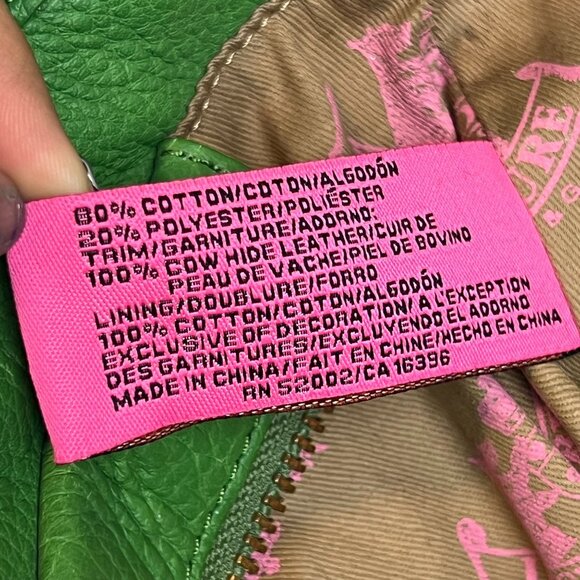 80% COTTON/COTON/ALGODÓN
20% POLYESTER/POLIÉSTER
TRIM/GARNITURE/ADORNO:
100% COW HIDE LEATHER/CUIR DE
PEAU DE VACHE/PIEL DE BOVINO
LINING/DOUBLURE/FORRO
100% COTTON/COTON/ALGODÓN
EXCLUSIVE OF DECORATION/A L'EXCEPTION
DES GARNITURES/EXCLUYENDO EL ADORNO
MADE IN CHINA/FAIT EN CHINE/HECHO EN CHINA
RN 52002/CA 16396
URE